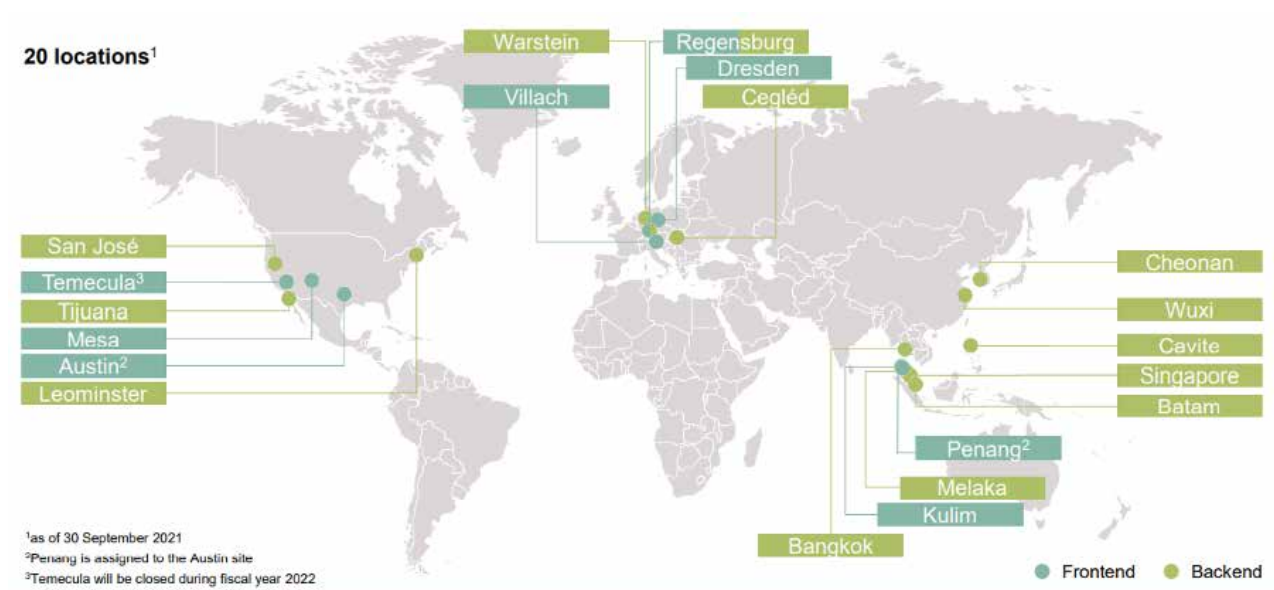 20 locations¹
Warstein
Regensburg
Dresden
Villach
Cegléd
San José
Temecula³
Tijuana
Mesa
Austin²
Leominster
Cheonan
Wuxi
Cavite
Singapore
Batam
Penang²
Melaka
Kulim
Bangkok
¹as of 30 September 2021
²Penang is assigned to the Austin site
³Temecula will be closed during fiscal year 2022
Frontend
Backend